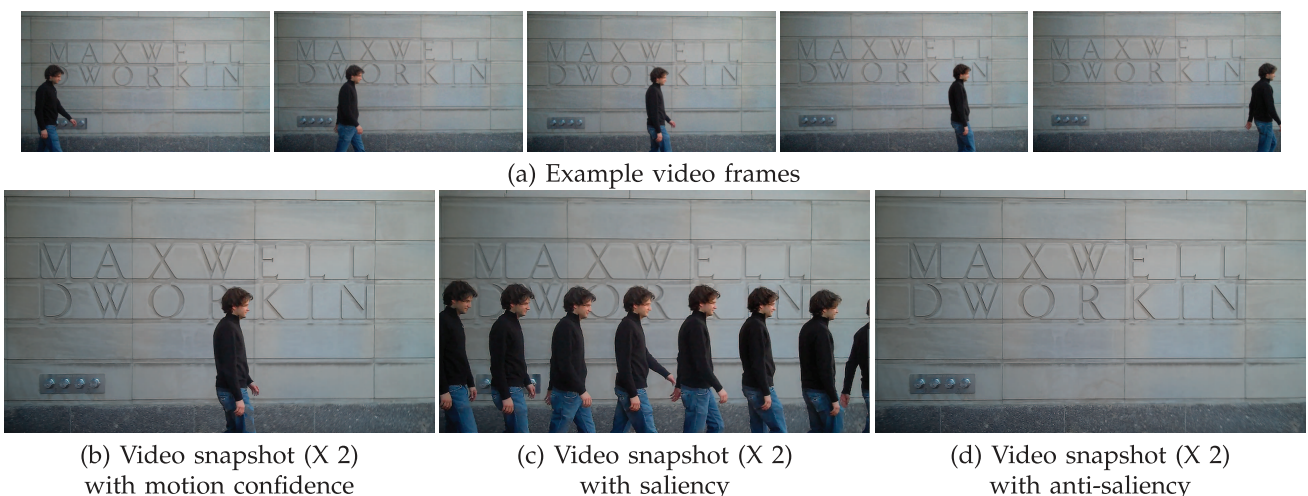 MAXWELL
DWORKIN
MAXWELL
DWORKIN
MAXWELL
DWORKIN
MAXWELL
DWORKIN
MAXWELL
DWORKIN
(a) Example video frames
MAXWELL
DWORKIN
MAXWELL
DWORKIN
MAXWELL
DWORKIN
(b) Video snapshot (X 2)
with motion confidence
(c) Video snapshot (X 2)
with saliency
(d) Video snapshot (X 2)
with anti-saliency